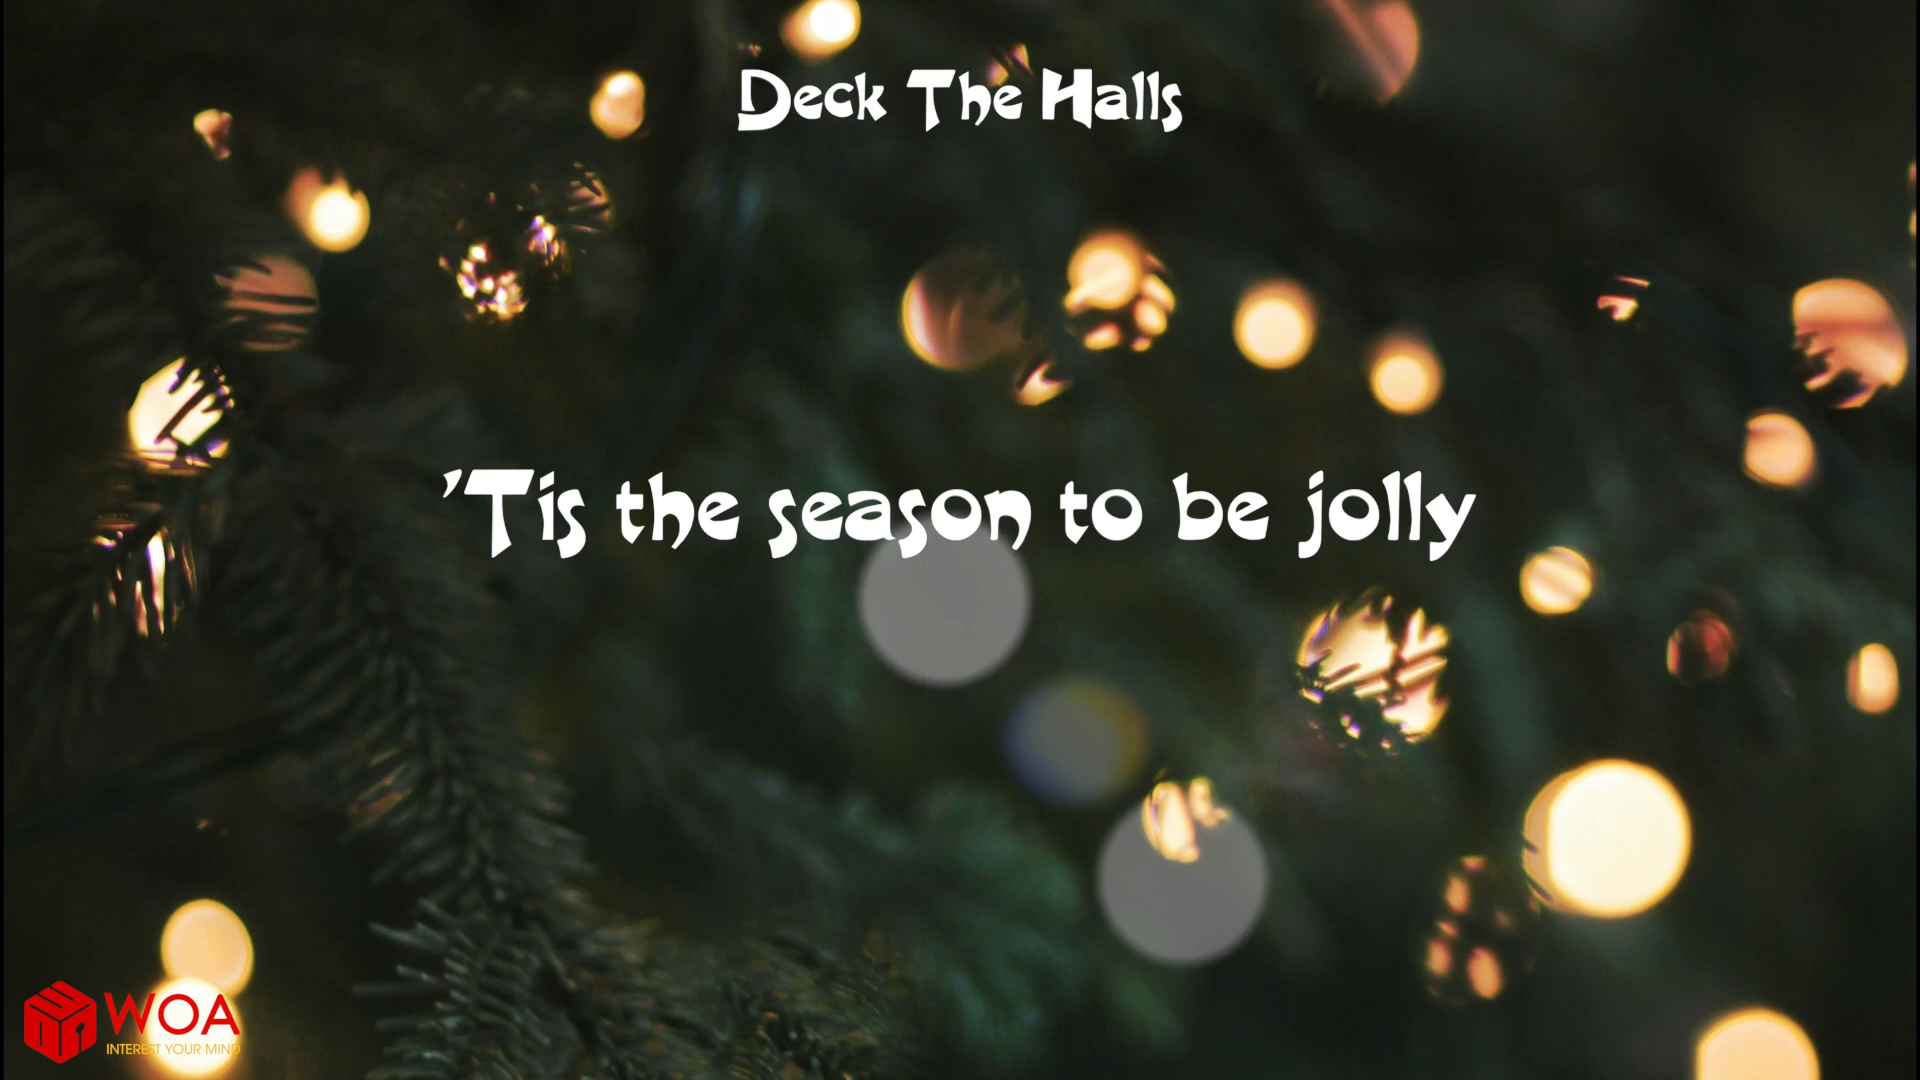 Deck The Halls
’Tis the season to be jolly
WOA
INTEREST YOUR MIND